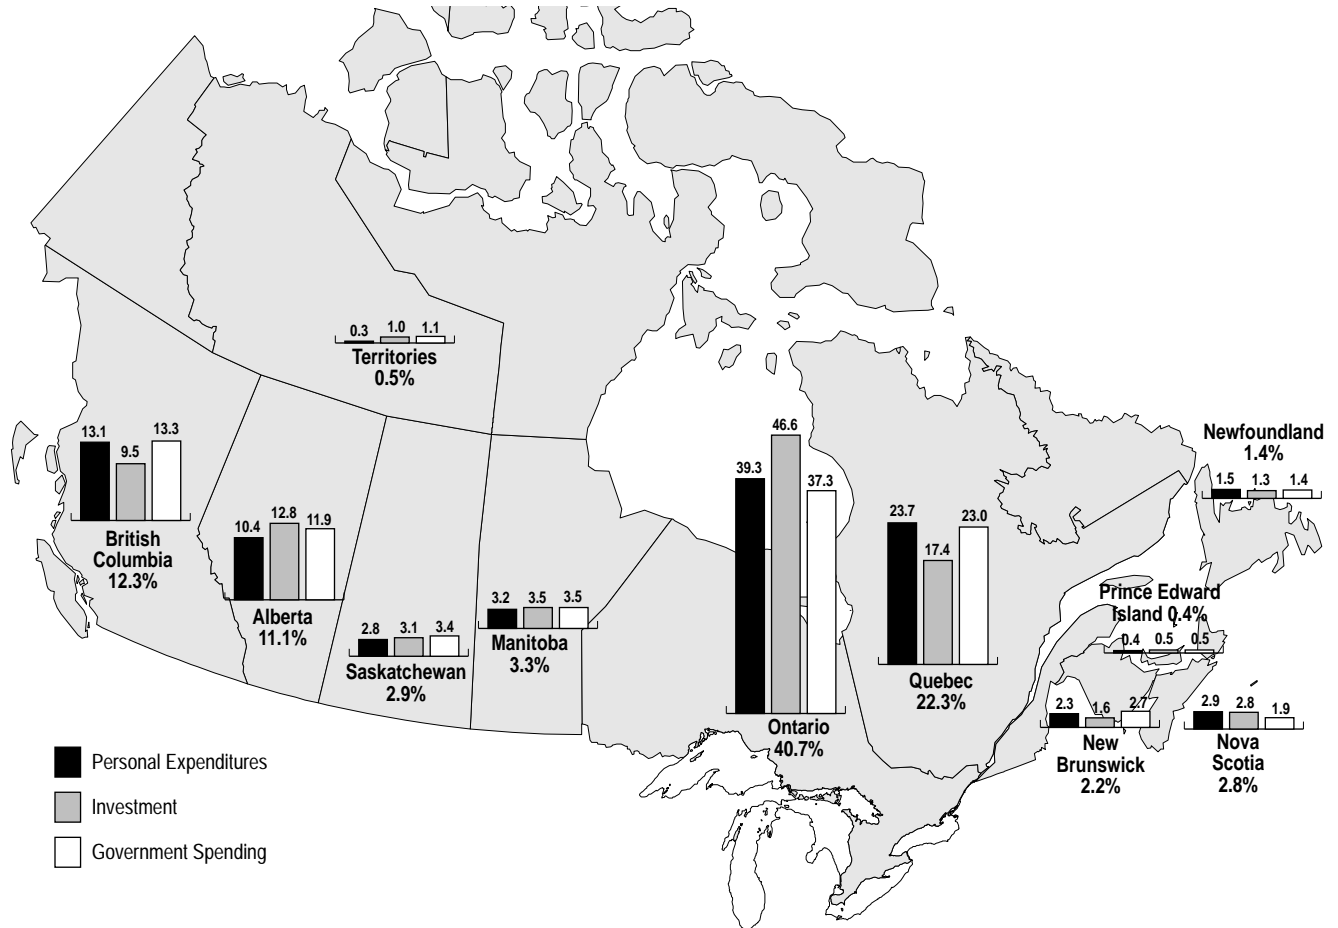 0.3 1.0 1.1
Territories
0.5%
13.1 9.5 13.3
British
Columbia
12.3%
10.4 12.8 11.9
Alberta
11.1%
2.8 3.1 3.4
Saskatchewan
2.9%
3.2 3.5 3.5
Manitoba
3.3%
39.3 46.6 37.3
Ontario
40.7%
23.7 17.4 23.0
Quebec
22.3%
Newfoundland
1.4%
1.5 1.3 1.4
Prince Edward
Island 0.4%
0.4 0.5 0.5
2.3 1.6 2.7
New
Brunswick
2.2%
2.9 2.8 1.9
Nova
Scotia
2.8%
Personal Expenditures
Investment
Government Spending